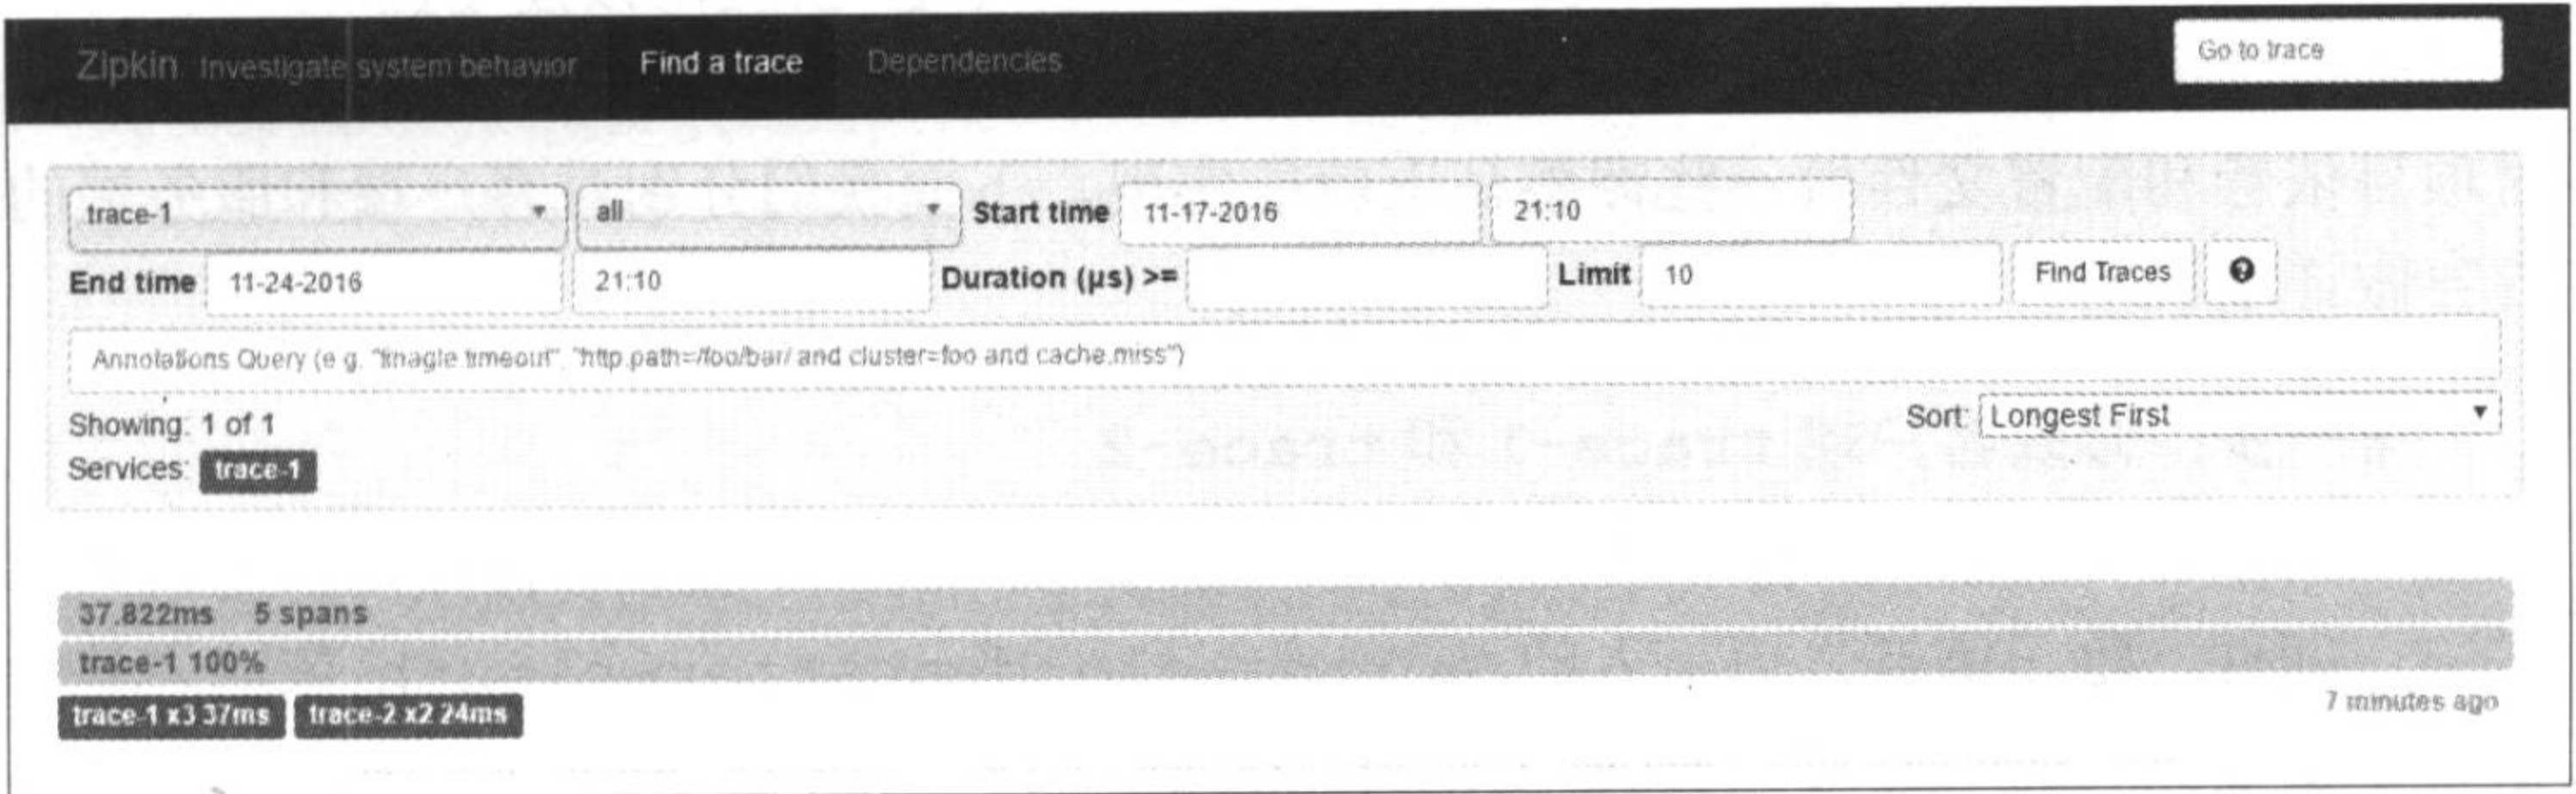 Zipkin Investigate system behavior Find a trace Dependencies Go to trace
trace-1 all Start time 11-17-2016 21:10
End time 11-24-2016 21:10 Duration (μs) >= Limit 10 Find Traces
Annotations Query (e.g. "finagle.timeout", "http.path=/foo/bar/ and cluster=foo and cache.miss")
Showing: 1 of 1 Sort: Longest First
Services: trace-1
37.822ms 5 spans
trace-1 100%
trace-1 x3 37ms trace-2 x2 24ms 7 minutes ago